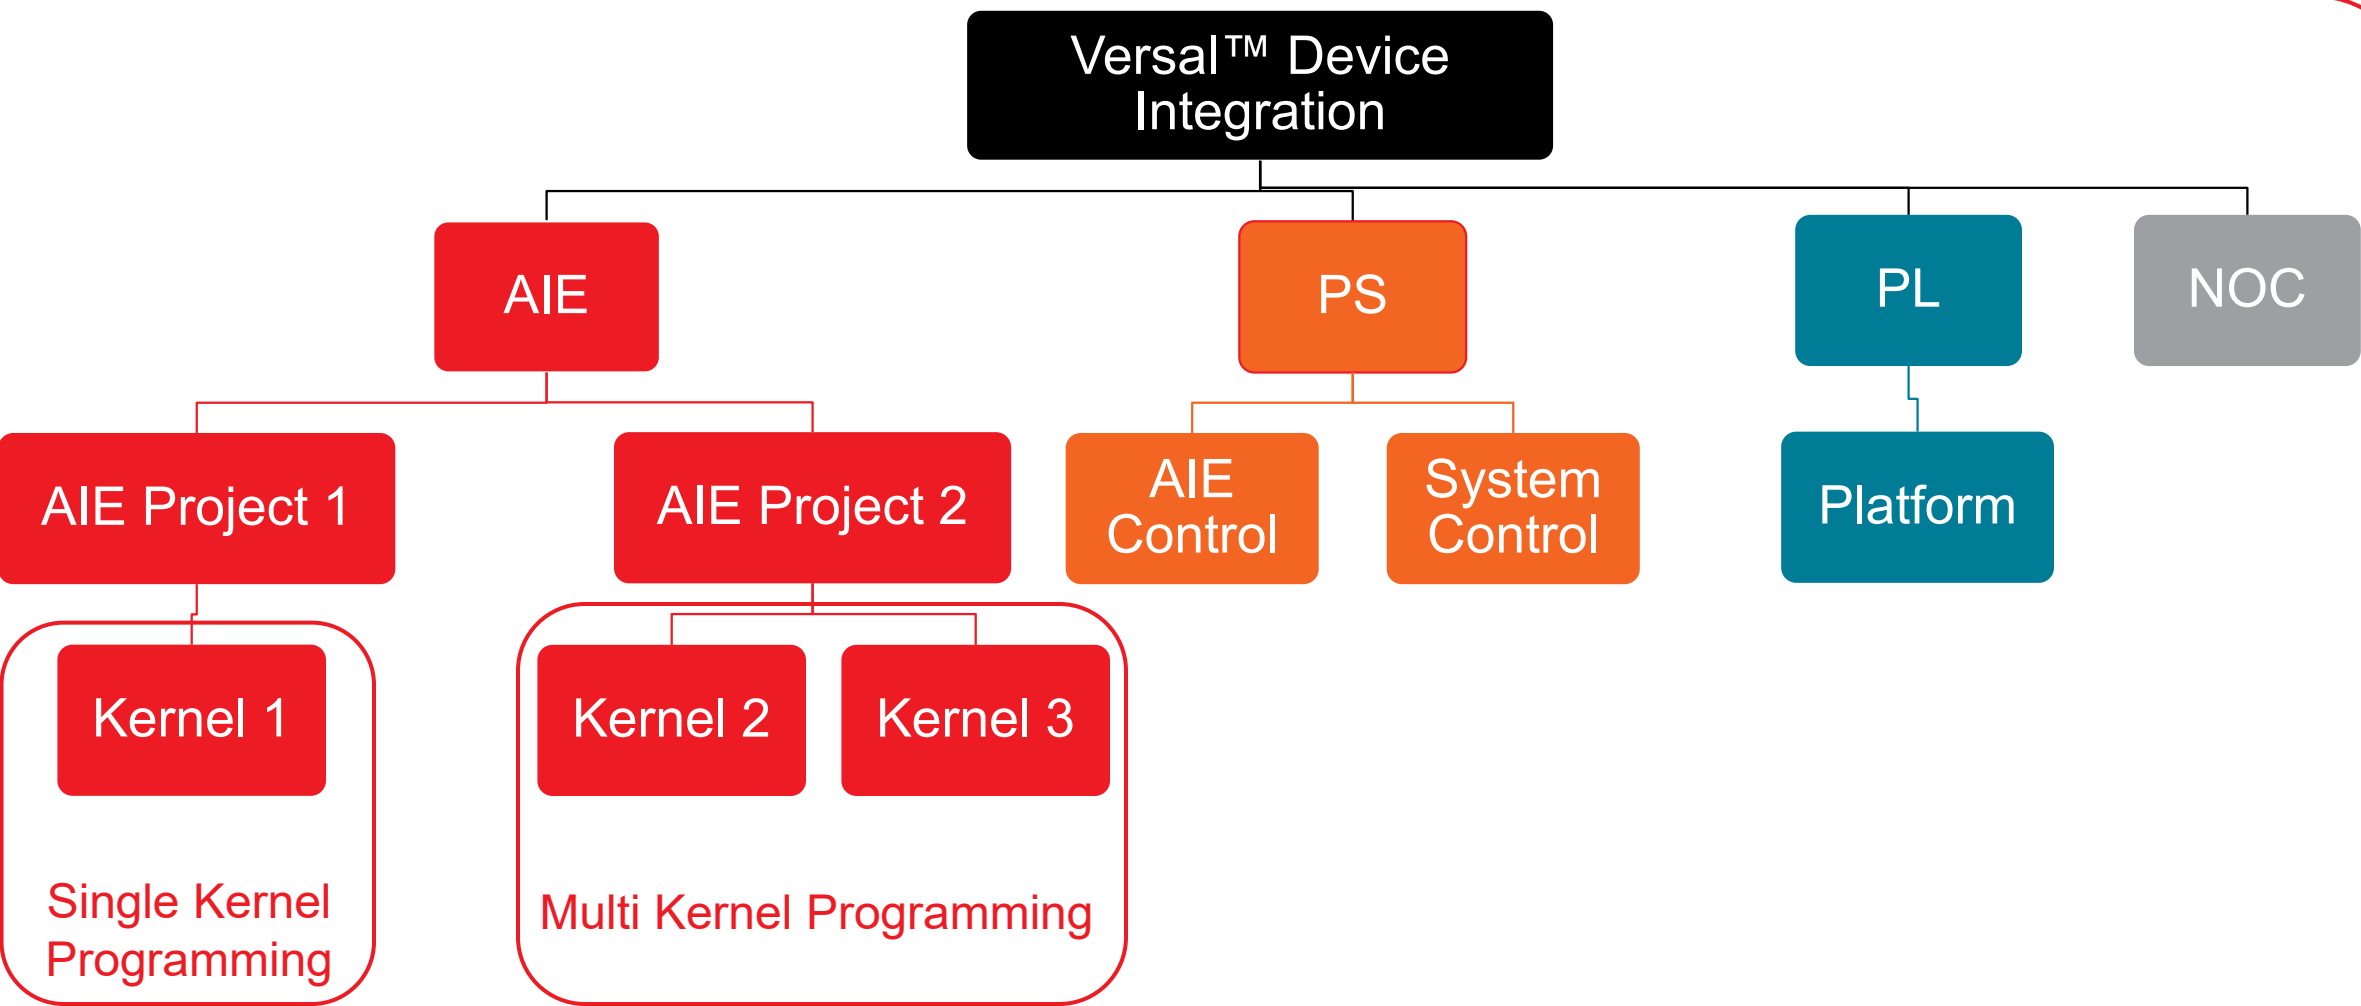 Versal™ Device
Integration
AIE
PS
PL
NOC
AIE Project 1
AIE Project 2
AIE
Control
System
Control
Platform
Kernel 1
Kernel 2
Kernel 3
Single Kernel
Programming
Multi Kernel Programming